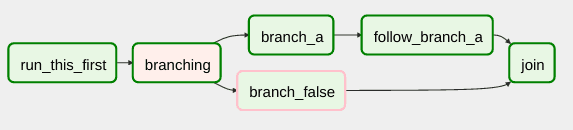 run_this_first
branching
branch_a
follow_branch_a
branch_false
join